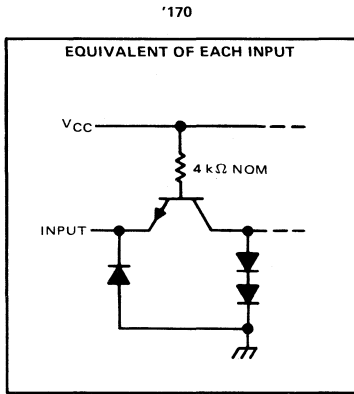 '170
EQUIVALENT OF EACH INPUT
VCC
4 kΩ NOM
INPUT